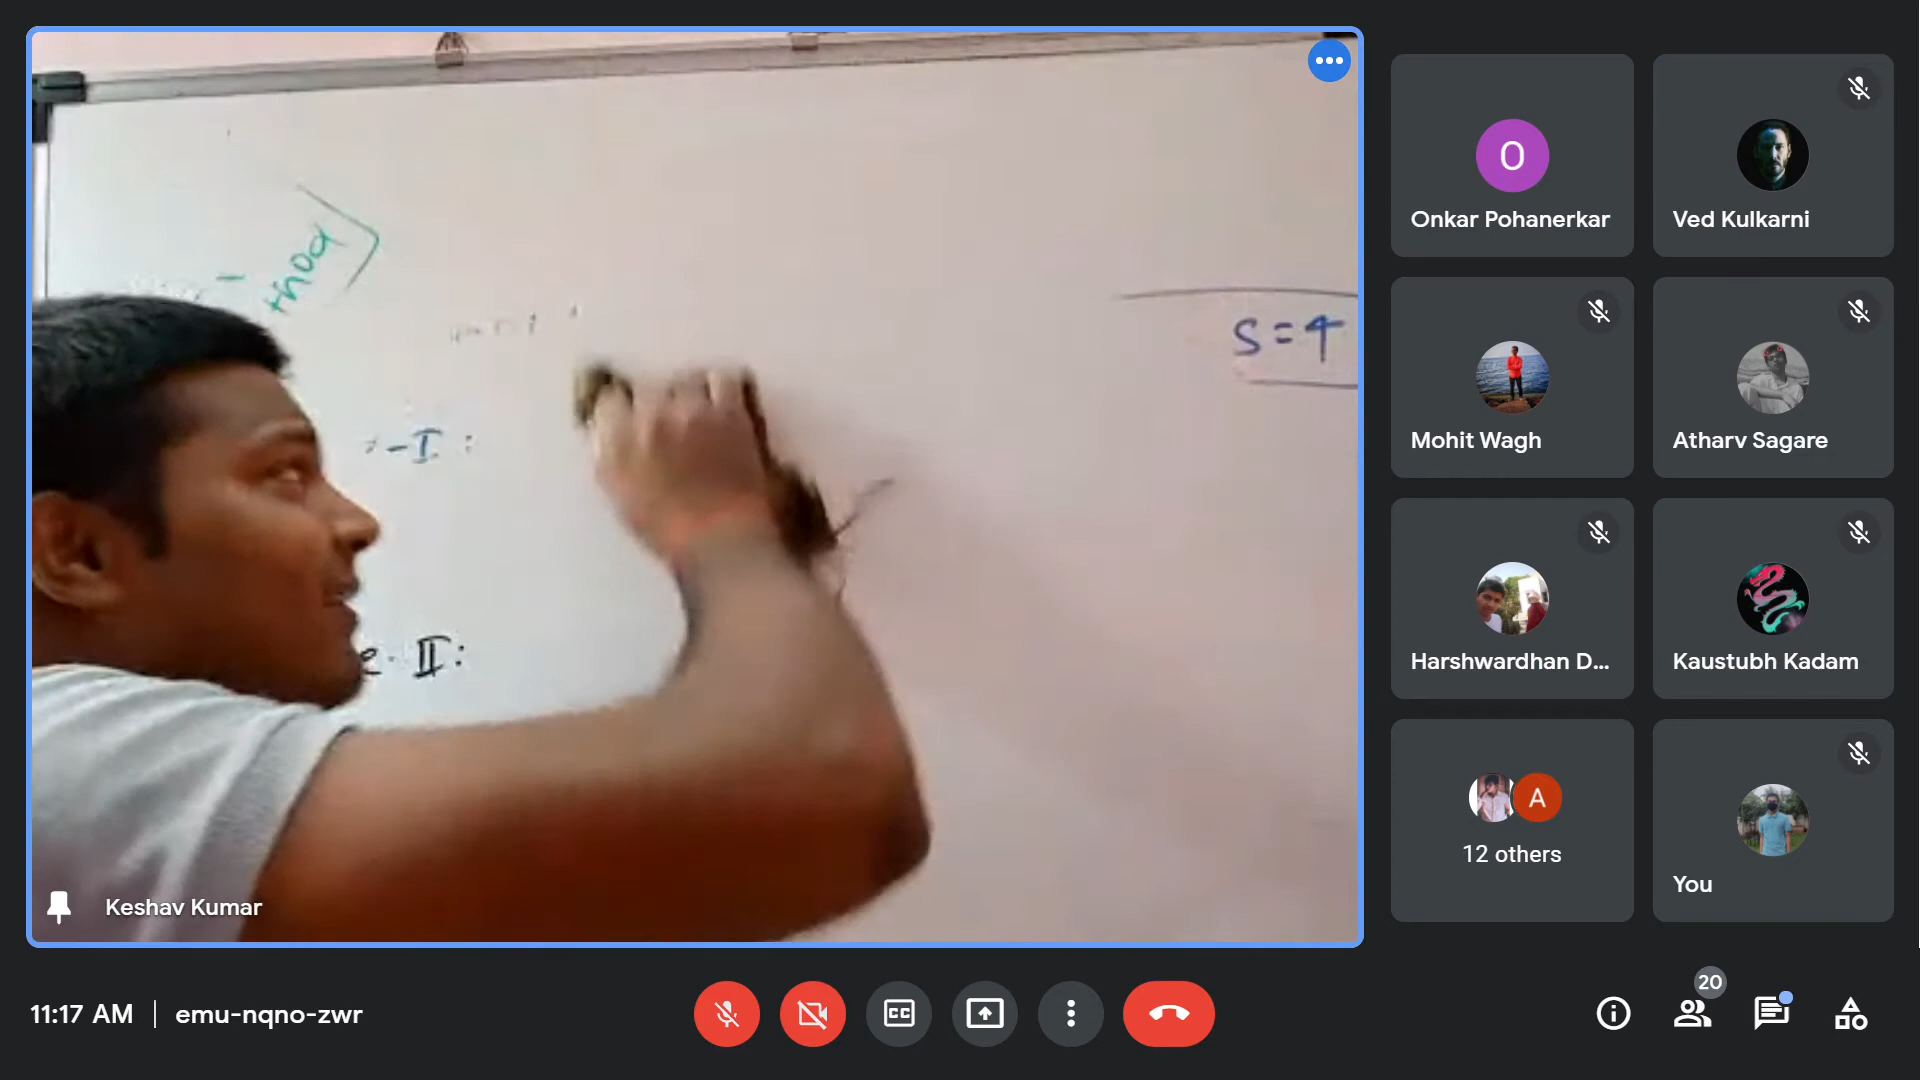 thod
-I :
II:
S=4
Keshav Kumar
O
Onkar Pohanerkar
Ved Kulkarni
Mohit Wagh
Atharv Sagare
Harshwardhan D...
Kaustubh Kadam
A
12 others
You
11:17 AM
emu-nqno-zwr
CC
20